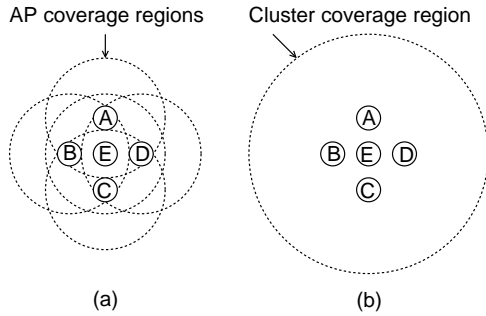 AP coverage regions
Cluster coverage region
A
B E D
C
A
B E D
C
(a)
(b)